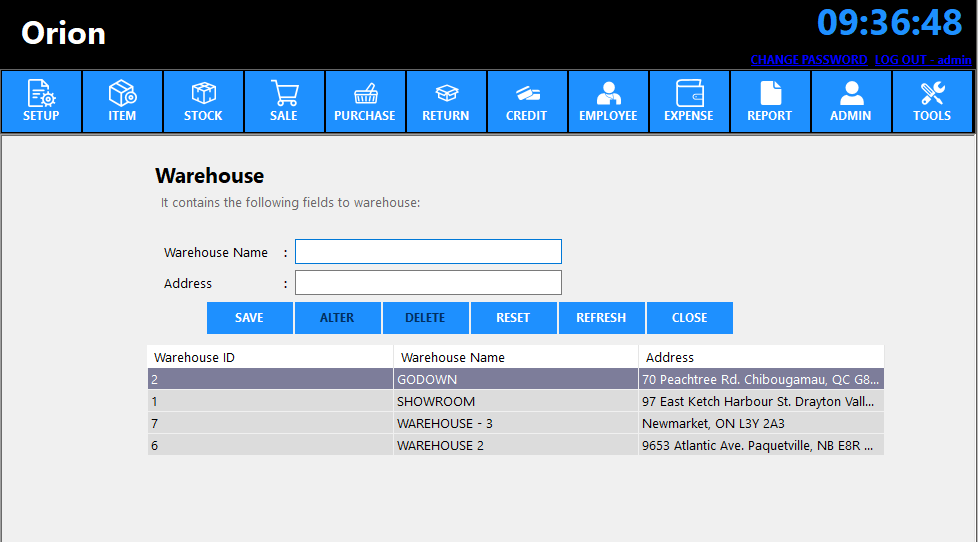 Orion
09:36:48
CHANGE PASSWORD LOG OUT - admin
SETUP ITEM STOCK SALE PURCHASE RETURN CREDIT EMPLOYEE EXPENSE REPORT ADMIN TOOLS
Warehouse
It contains the following fields to warehouse:
Warehouse Name :
Address :
SAVE ALTER DELETE RESET REFRESH CLOSE
Warehouse ID Warehouse Name Address
2 GODOWN 70 Peachtree Rd. Chibougamau, QC G8...
1 SHOWROOM 97 East Ketch Harbour St. Drayton Vall...
7 WAREHOUSE - 3 Newmarket, ON L3Y 2A3
6 WAREHOUSE 2 9653 Atlantic Ave. Paquetville, NB E8R ...